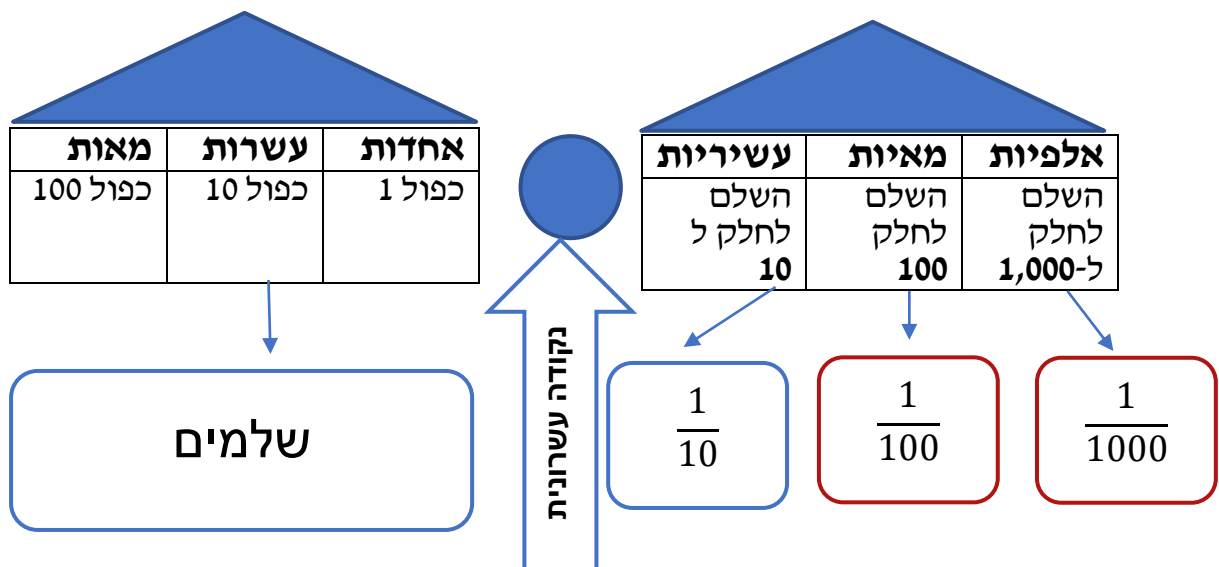 מאות עשרות אחדות
כפול 100 כפול 10 כפול 1
עשיריות מאיות אלפיות
השלם
לחלק ל
10
השלם
לחלק
100
השלם
לחלק
ל-1,000
שלמים
נקודה עשרונית
1
10
1
100
1
1000